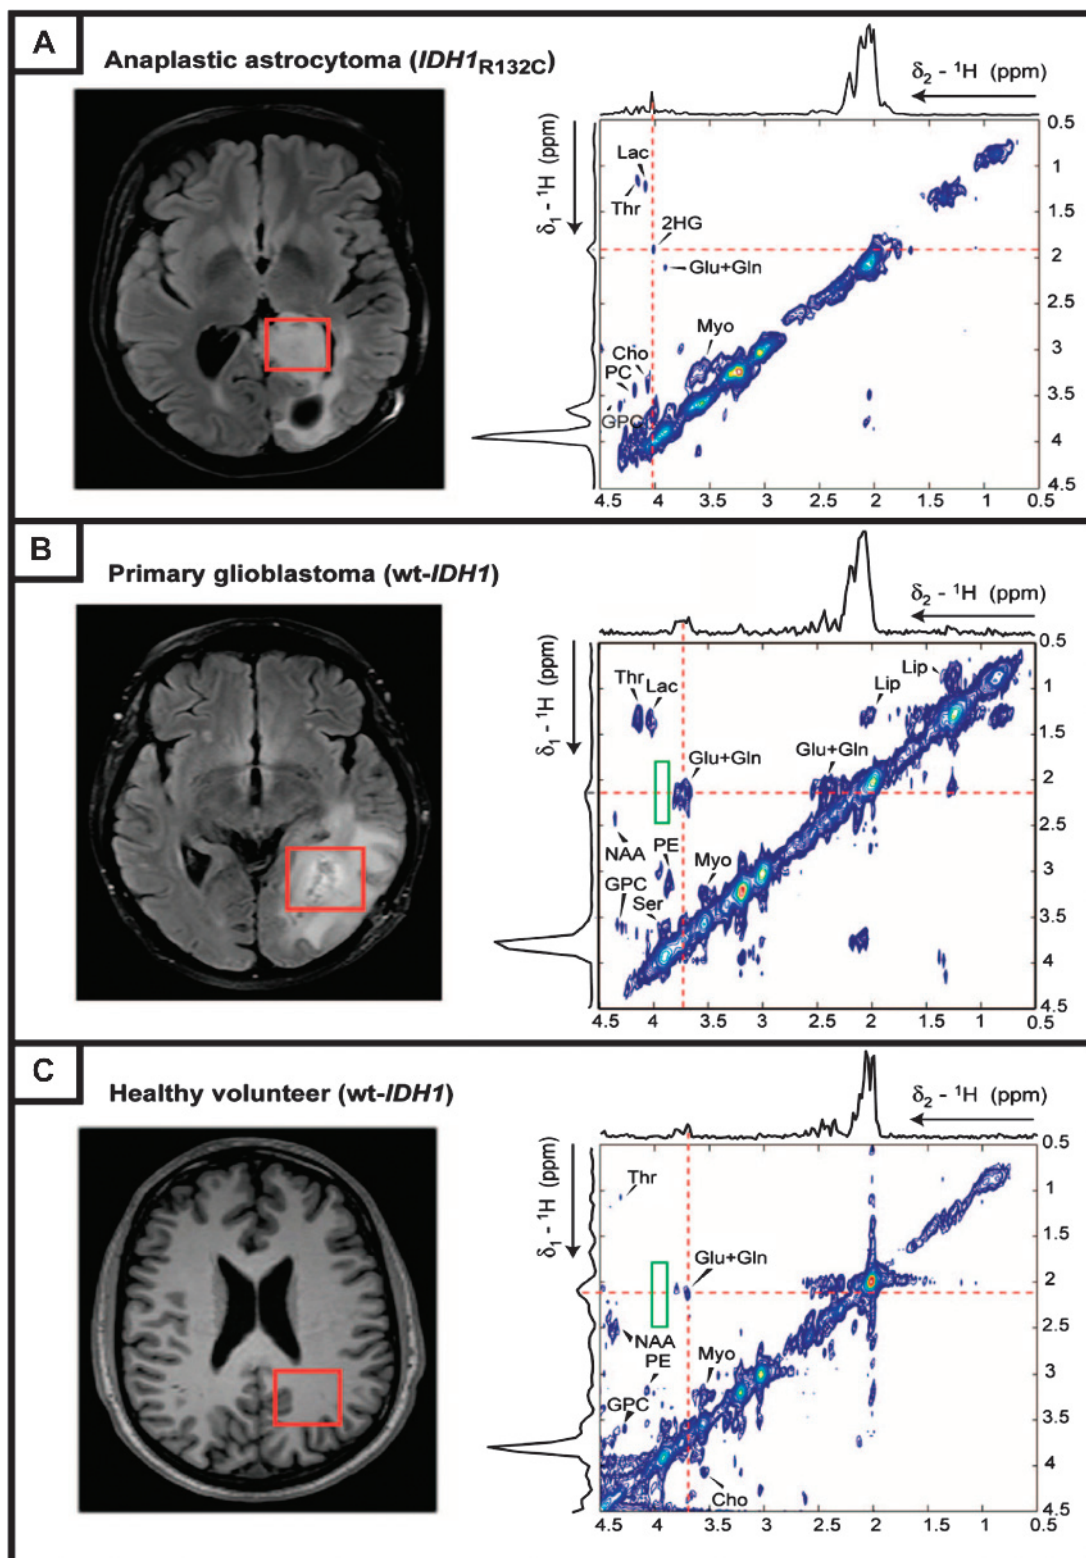 A
Anaplastic astrocytoma (IDH1R132C)
δ2 - ¹H (ppm)
δ1 - ¹H (ppm)
0.5
1
1.5
2
2.5
3
3.5
4
4.5
Lac
Thr
2HG
Glu+Gln
Myo
Cho
PC
GPC
4.5 4 3.5 3 2.5 2 1.5 1 0.5
B
Primary glioblastoma (wt-IDH1)
δ2 - ¹H (ppm)
δ1 - ¹H (ppm)
0.5
1
1.5
2
2.5
3
3.5
4
4.5
Lip
Thr
Lac
Lip
Glu+Gln
Glu+Gln
NAA
PE
Myo
GPC
Ser
4.5 4 3.5 3 2.5 2 1.5 1 0.5
C
Healthy volunteer (wt-IDH1)
δ2 - ¹H (ppm)
δ1 - ¹H (ppm)
0.5
1
1.5
2
2.5
3
3.5
4
4.5
Thr
Glu+Gln
NAA
PE
Myo
GPC
Cho
4.5 4 3.5 3 2.5 2 1.5 1 0.5